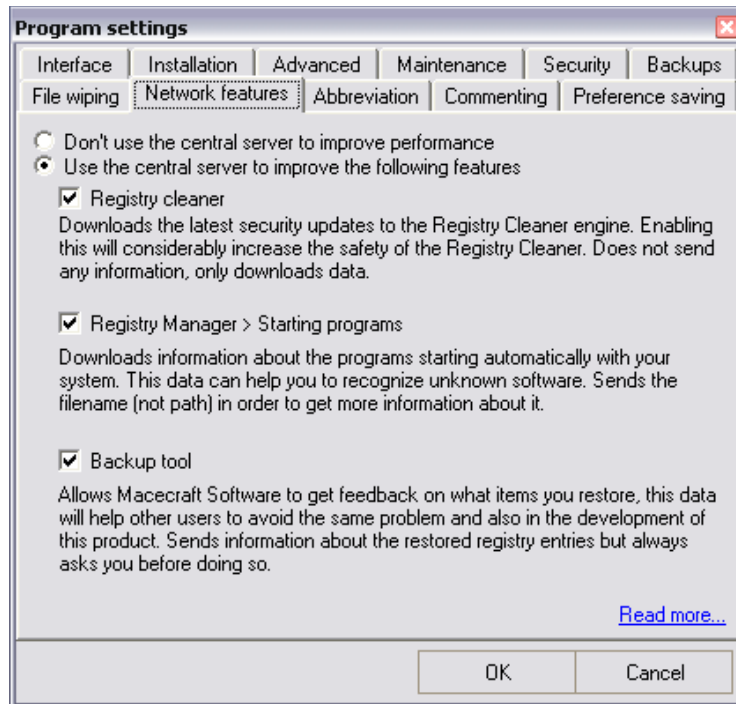 Program settings
Interface Installation Advanced Maintenance Security Backups
File wiping Network features Abbreviation Commenting Preference saving
Don't use the central server to improve performance
Use the central server to improve the following features
Registry cleaner
Downloads the latest security updates to the Registry Cleaner engine. Enabling
this will considerably increase the safety of the Registry Cleaner. Does not send
any information, only downloads data.
Registry Manager > Starting programs
Downloads information about the programs starting automatically with your
system. This data can help you to recognize unknown software. Sends the
filename (not path) in order to get more information about it.
Backup tool
Allows Macecraft Software to get feedback on what items you restore, this data
will help other users to avoid the same problem and also in the development of
this product. Sends information about the restored registry entries but always
asks you before doing so.
Read more...
OK Cancel